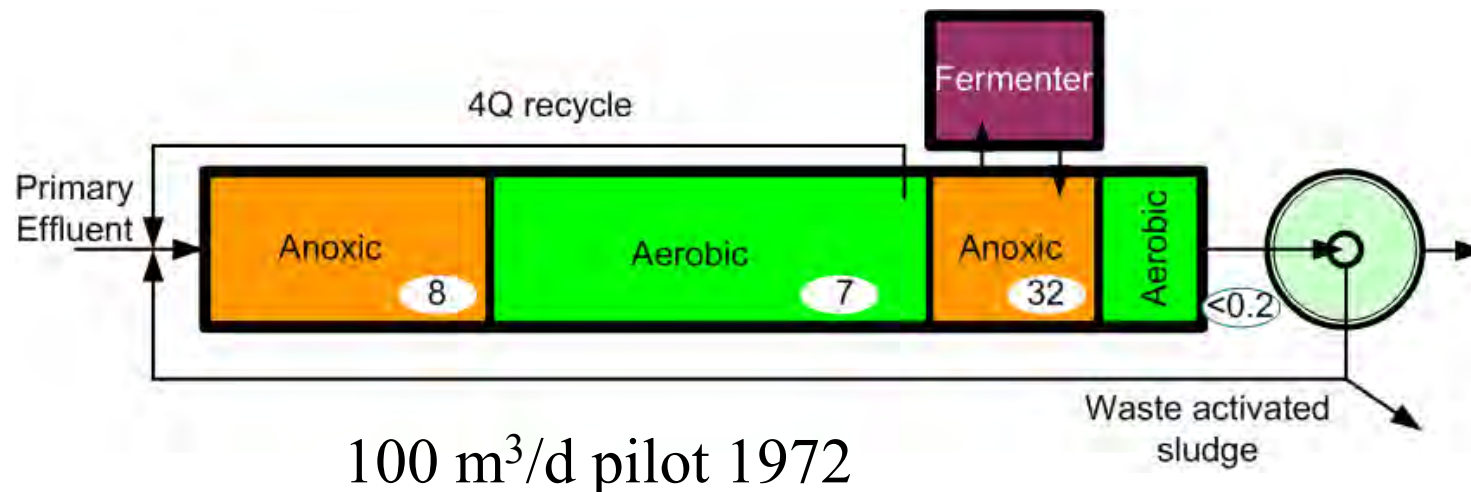 Fermenter
4Q recycle
Primary
Effluent
Anoxic
8
Aerobic
7
Anoxic
32
Aerobic
<0.2
Waste activated
sludge
100 m³/d pilot 1972